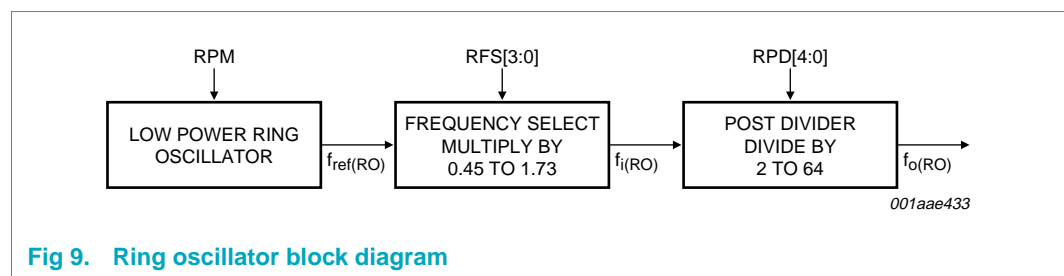 RPM
RFS[3:0]
RPD[4:0]
LOW POWER RING
OSCILLATOR
fref(RO)
FREQUENCY SELECT
MULTIPLY BY
0.45 TO 1.73
fi(RO)
POST DIVIDER
DIVIDE BY
2 TO 64
fo(RO)
001aae433
Fig 9. Ring oscillator block diagram